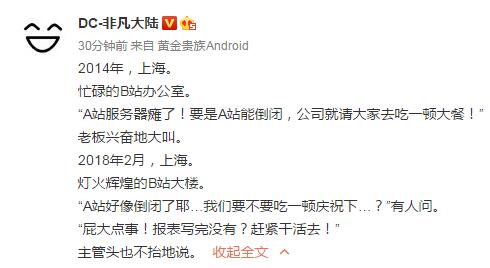 DC-非凡大陆
30分钟前 来自 黄金贵族Android
2014年，上海。
忙碌的B站办公室。
“A站服务器瘫了！要是A站能倒闭，公司就请大家去吃一顿大餐！”
老板兴奋地大叫。
2018年2月，上海。
灯火辉煌的B站大楼。
“A站好像倒闭了耶…我们要不要吃一顿庆祝下…？”有人问。
“屁大点事！报表写完没有？赶紧干活去！”
主管头也不抬地说。 收起全文